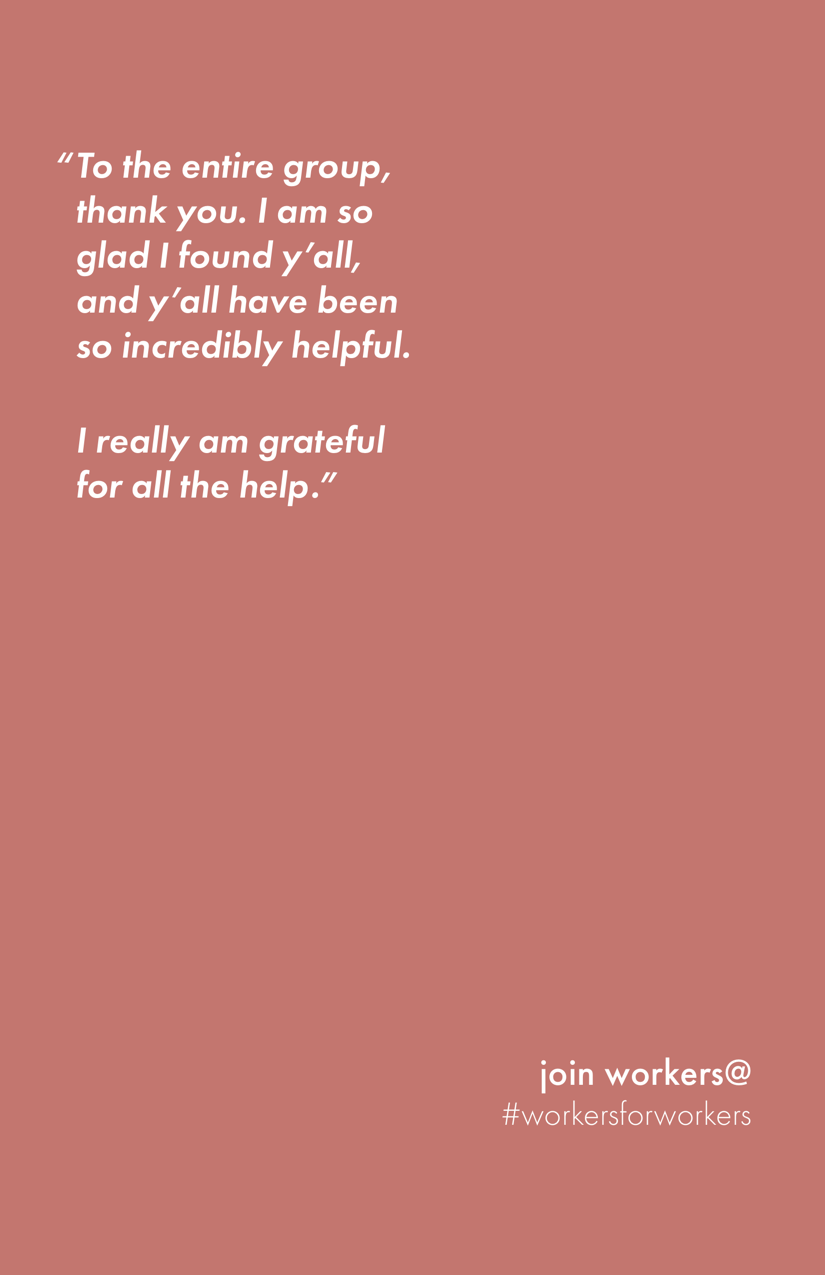 “To the entire group,
thank you. I am so
glad I found y’all,
and y’all have been
so incredibly helpful.
I really am grateful
for all the help.”
join workers@
#workersforworkers